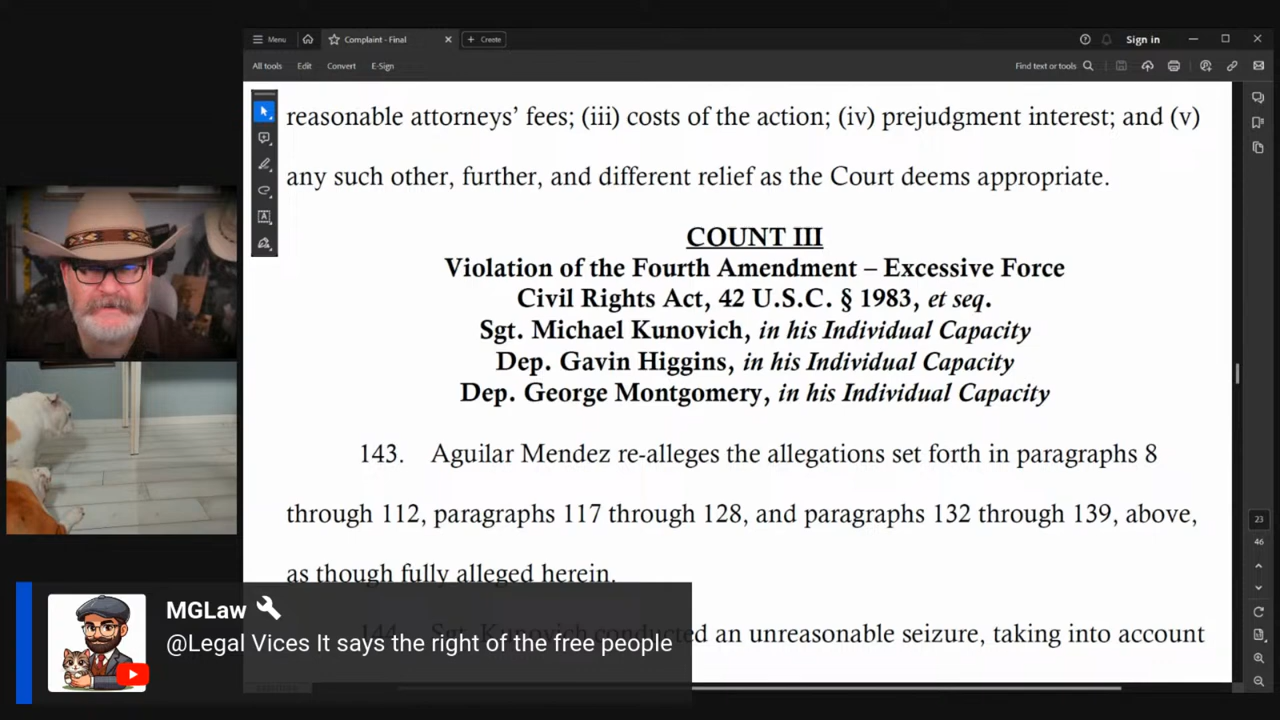 Menu
Complaint - Final
Create
Sign in
All tools
Edit
Convert
E-Sign
Find text or tools
reasonable attorneys’ fees; (iii) costs of the action; (iv) prejudgment interest; and (v)
any such other, further, and different relief as the Court deems appropriate.
COUNT III
Violation of the Fourth Amendment – Excessive Force
Civil Rights Act, 42 U.S.C. § 1983, et seq.
Sgt. Michael Kunovich, in his Individual Capacity
Dep. Gavin Higgins, in his Individual Capacity
Dep. George Montgomery, in his Individual Capacity
143. Aguilar Mendez re-alleges the allegations set forth in paragraphs 8
through 112, paragraphs 117 through 128, and paragraphs 132 through 139, above,
as though fully alleged herein.
144. Sgt. Kunovich conducted an unreasonable seizure, taking into account
23
46
MGLaw
@Legal Vices It says the right of the free people